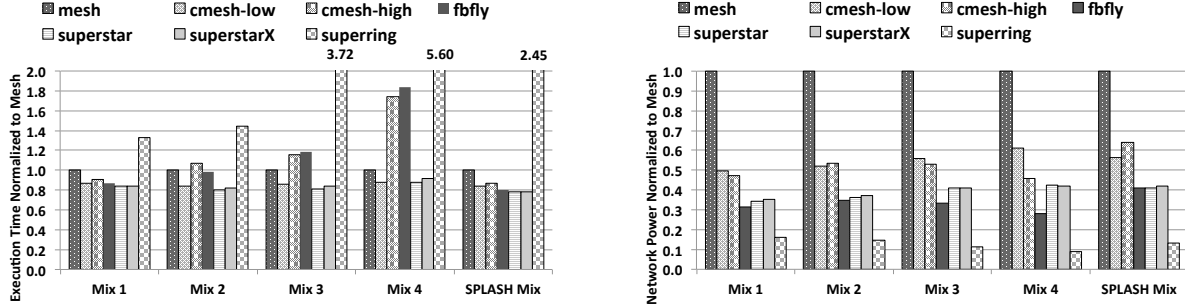 mesh cmesh-low cmesh-high fbfly
superstar superstarX superring
3.72 5.60 2.45
Execution Time Normalized to Mesh
2.0
1.8
1.6
1.4
1.2
1.0
0.8
0.6
0.4
0.2
0.0
Mix 1 Mix 2 Mix 3 Mix 4 SPLASH Mix
mesh cmesh-low cmesh-high fbfly
superstar superstarX superring
Network Power Normalized to Mesh
1.0
0.9
0.8
0.7
0.6
0.5
0.4
0.3
0.2
0.1
0.0
Mix 1 Mix 2 Mix 3 Mix 4 SPLASH Mix